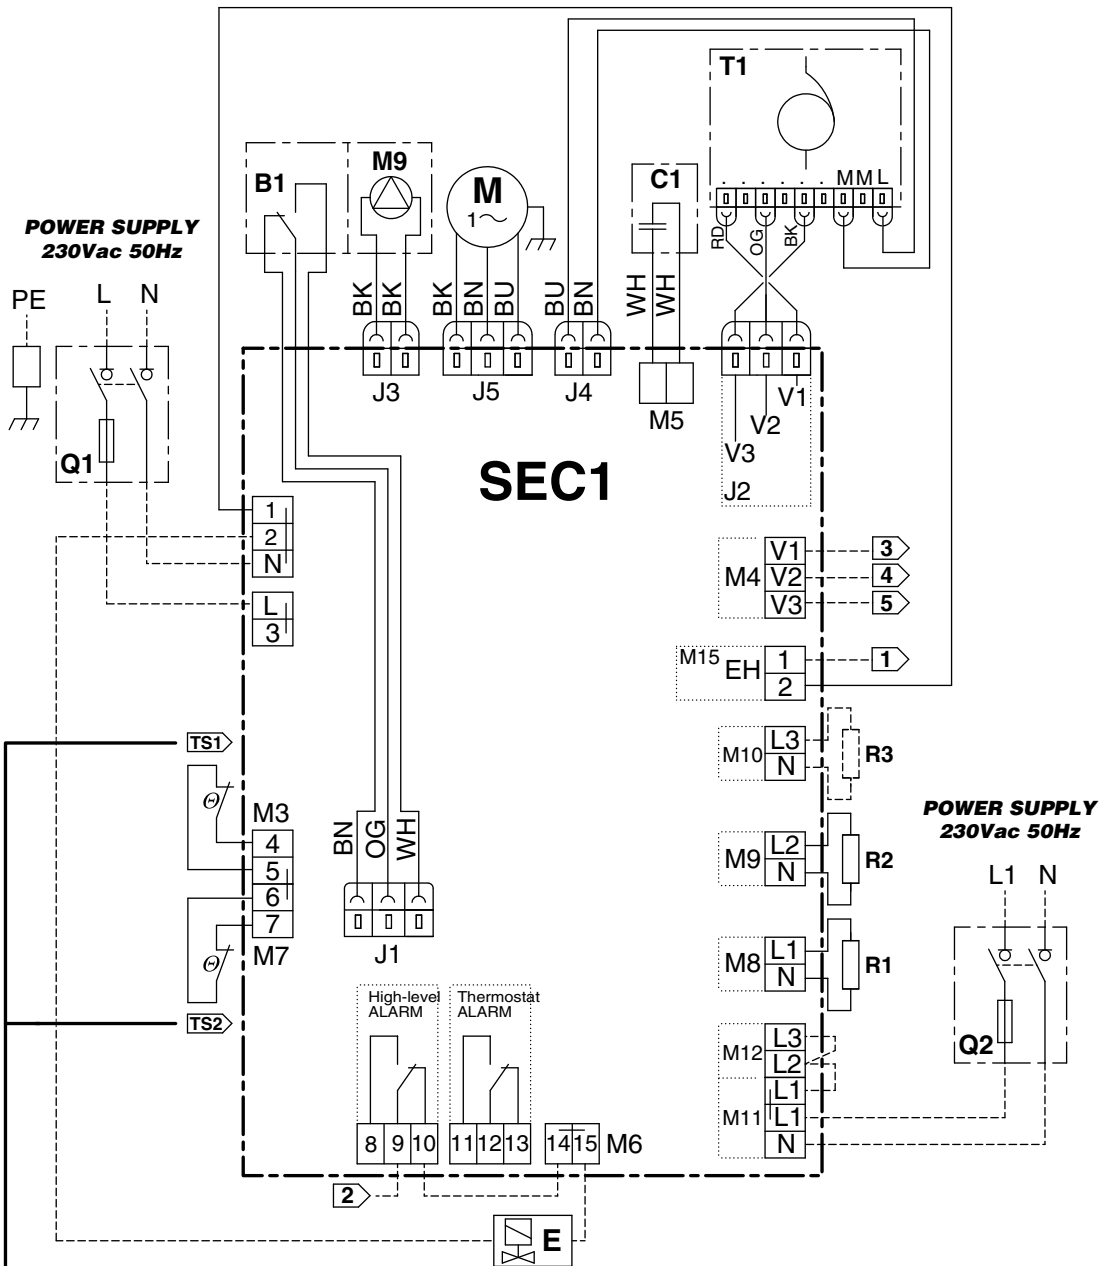 T1
M M L
B1
M9
M
1~
C1
POWER SUPPLY
230Vac 50Hz
PE
L
N
RD
OG
BK
BK
BK
BK
BN
BU
BU
BN
WH
WH
J3
J5
J4
M5
V1
V2
V3
J2
Q1
SEC1
1
2
N
L
3
M4
V1
V2
V3
3
4
5
M15
EH
1
2
1
TS1
M10
L3
N
R3
Θ
M3
4
5
6
7
M7
Θ
BN
OG
WH
J1
POWER SUPPLY
230Vac 50Hz
M9
L2
N
R2
L1
N
M8
L1
N
R1
TS2
High-level
ALARM
Thermostat
ALARM
Q2
M12
L3
L2
L1
M11
L1
N
8
9
10
11
12
13
14
15
M6
2
E